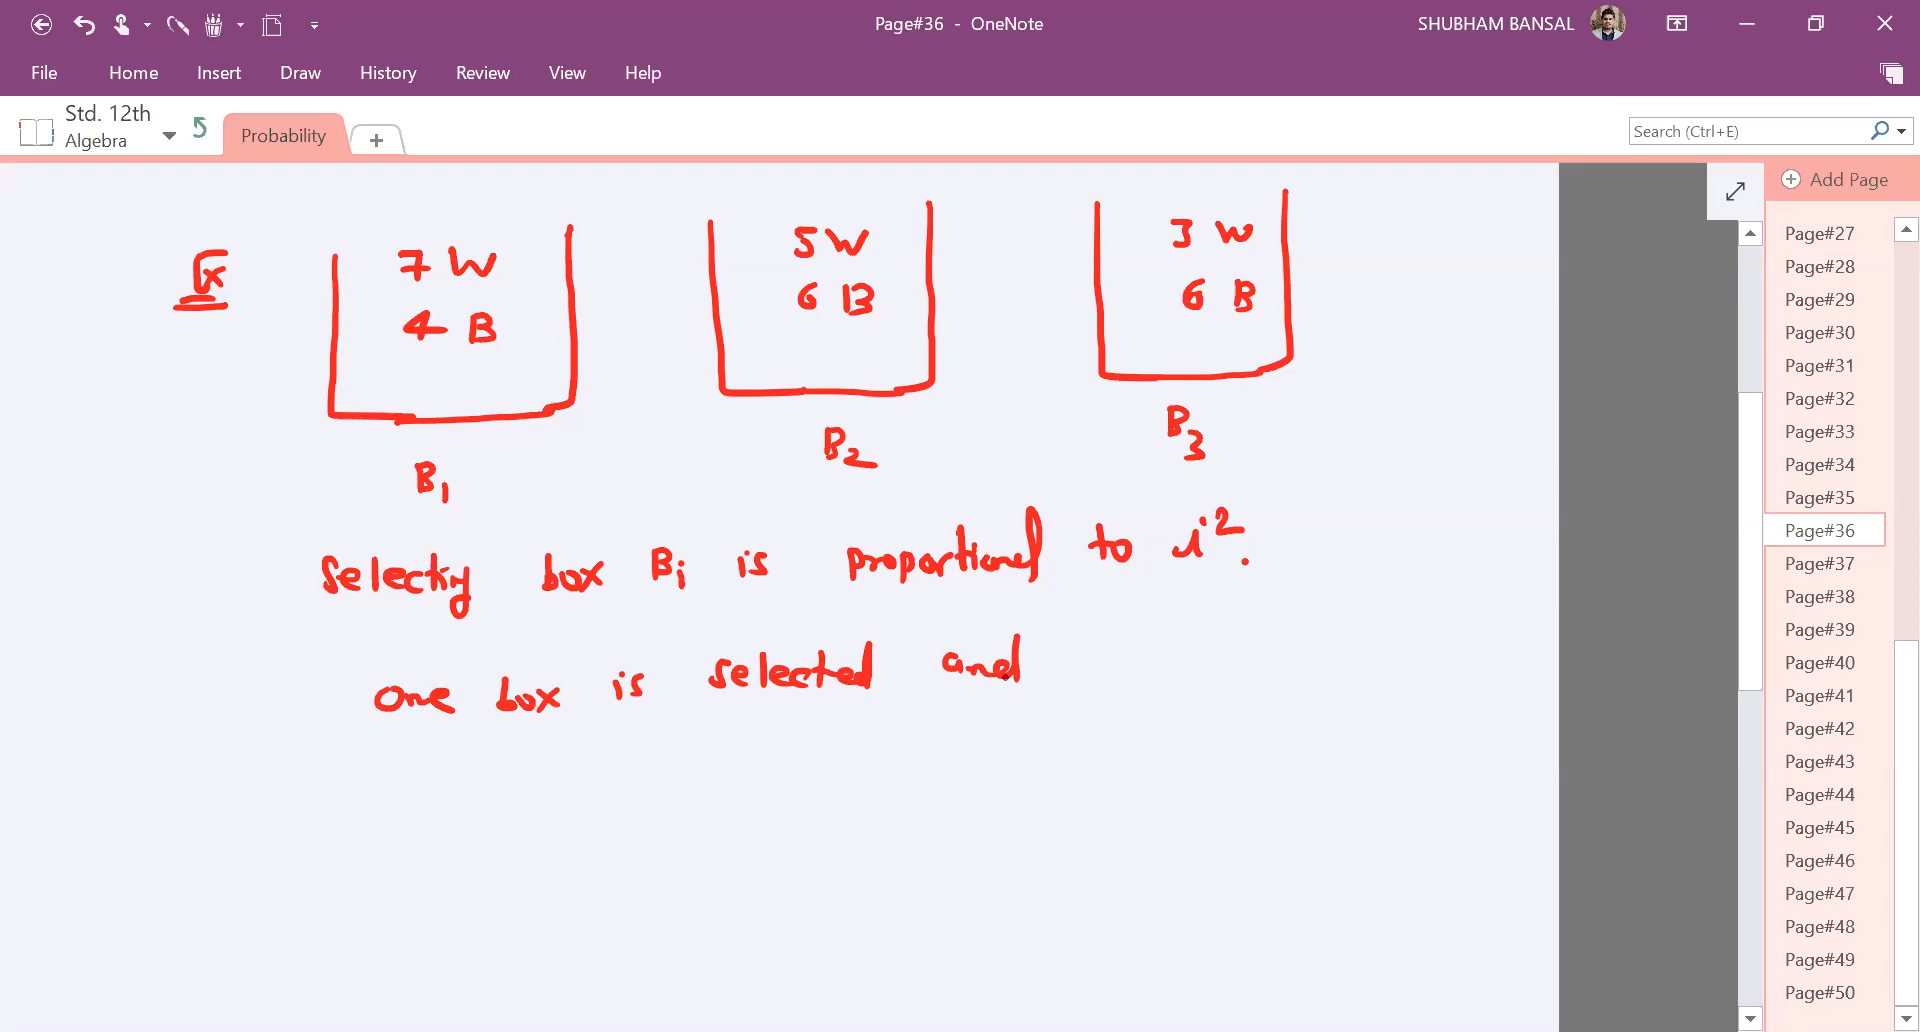 Page#36 - OneNote
SHUBHAM BANSAL
File Home Insert Draw History Review View Help
Std. 12th
Algebra
Probability
Search (Ctrl+E)
Add Page
Ex
7 W
4 B
B1
5 W
6 B
B2
3 W
6 B
B3
Selecting box Bi is proportional to i².
One box is selected and
Page#27
Page#28
Page#29
Page#30
Page#31
Page#32
Page#33
Page#34
Page#35
Page#36
Page#37
Page#38
Page#39
Page#40
Page#41
Page#42
Page#43
Page#44
Page#45
Page#46
Page#47
Page#48
Page#49
Page#50